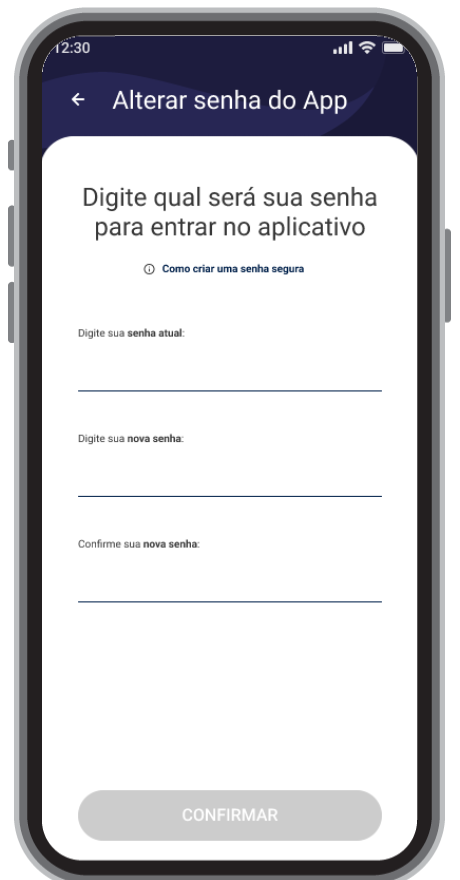 12:30
Alterar senha do App
Digite qual será sua senha
para entrar no aplicativo
Como criar uma senha segura
Digite sua senha atual:
Digite sua nova senha:
Confirme sua nova senha:
CONFIRMAR